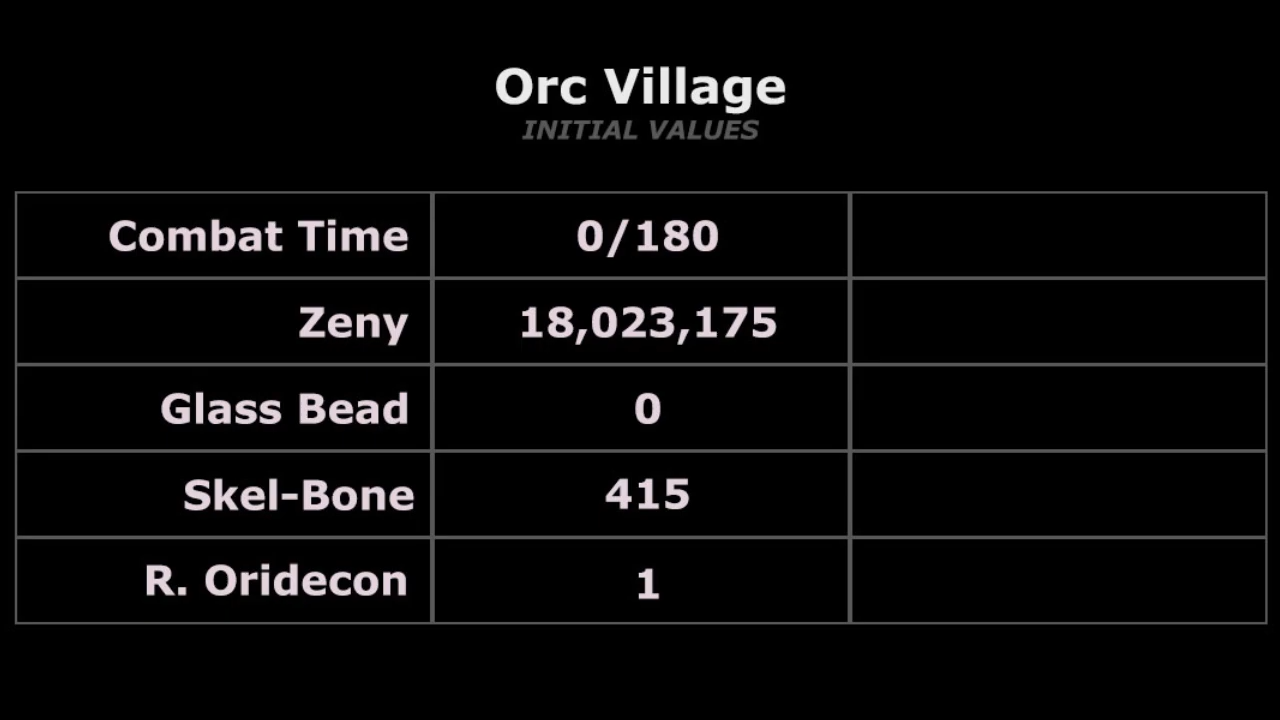 Orc Village
INITIAL VALUES
Combat Time 0/180
Zeny 18,023,175
Glass Bead 0
Skel-Bone 415
R. Oridecon 1